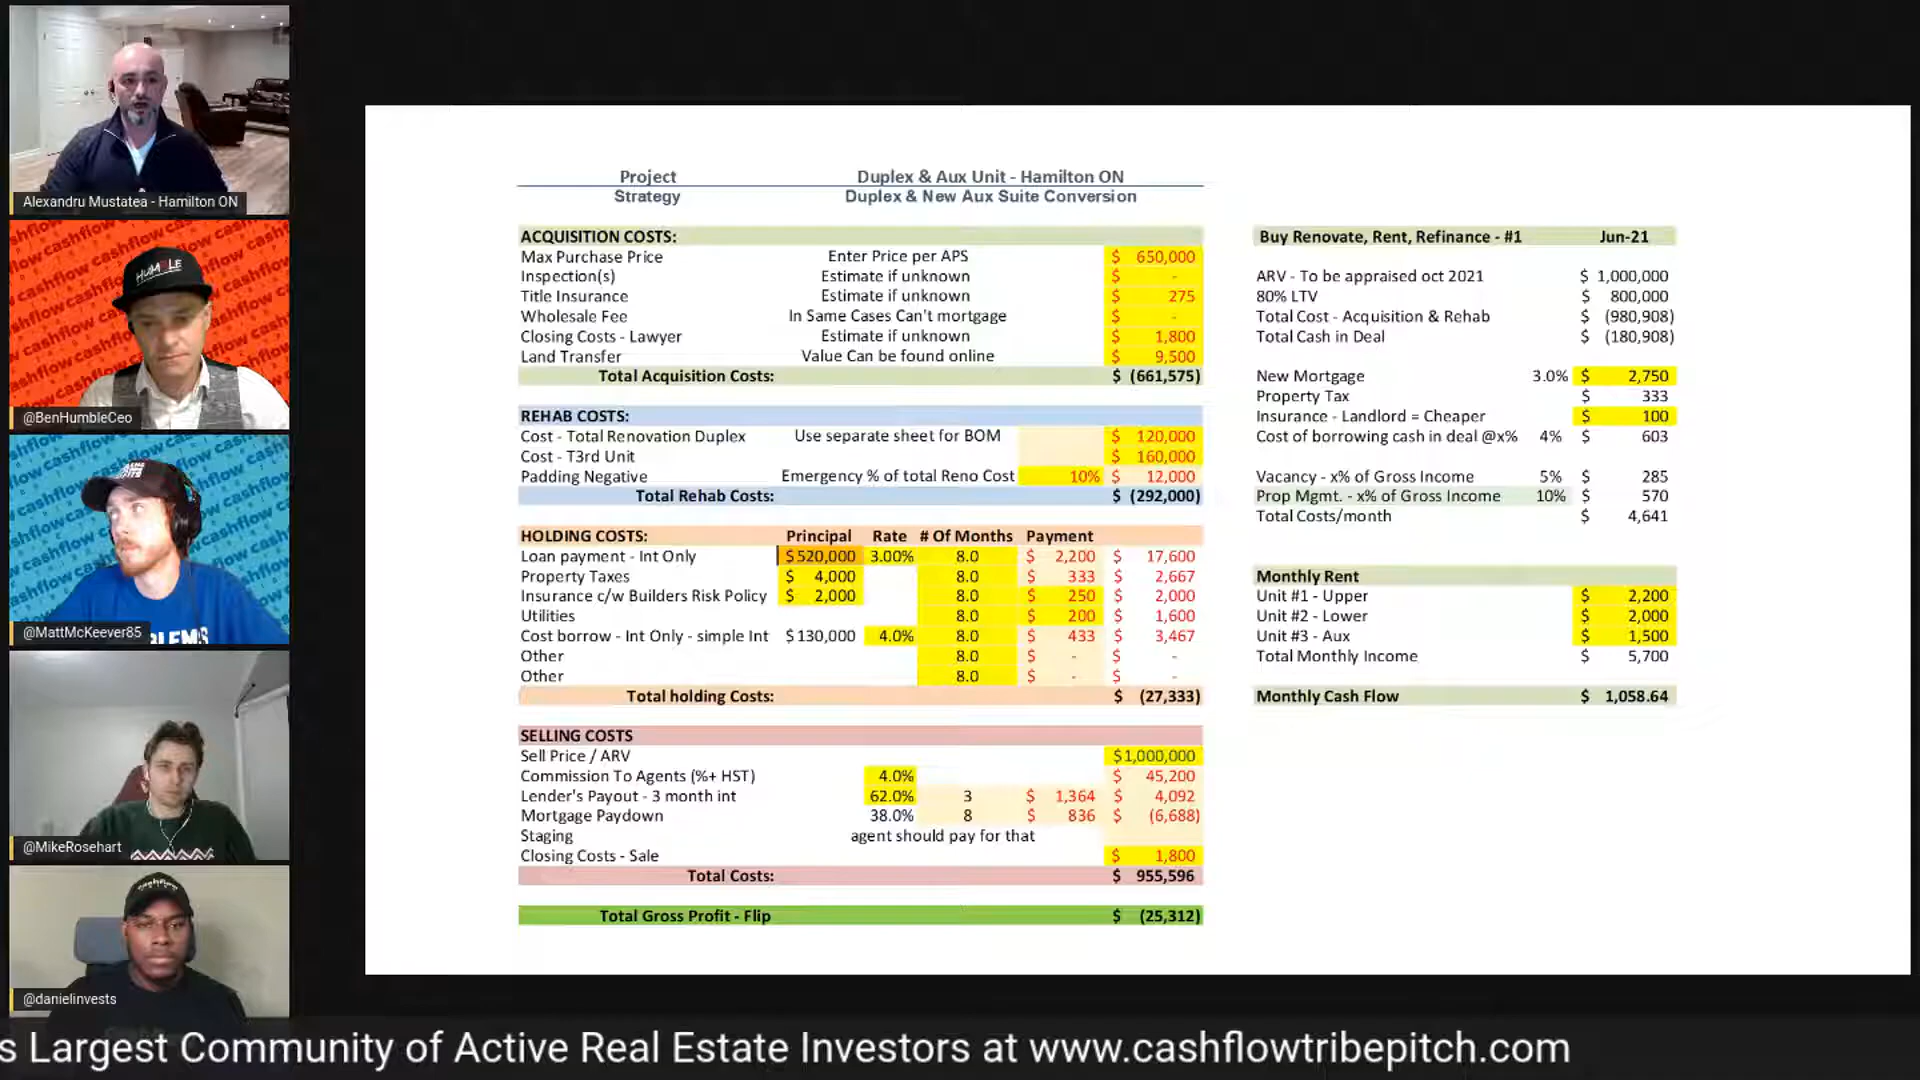 Alexandru Mustatea - Hamilton ON
HUMBLE
@BenHumbleCeo
@MattMcKeever85
@MikeRosehart
cashflow
@danielinvests
Project Duplex & Aux Unit - Hamilton ON
Strategy Duplex & New Aux Suite Conversion
ACQUISITION COSTS:
Max Purchase Price Enter Price per APS $ 650,000
Inspection(s) Estimate if unknown $ -
Title Insurance Estimate if unknown $ 275
Wholesale Fee In Same Cases Can't mortgage $ -
Closing Costs - Lawyer Estimate if unknown $ 1,800
Land Transfer Value Can be found online $ 9,500
Total Acquisition Costs: $ (661,575)
REHAB COSTS:
Cost - Total Renovation Duplex Use separate sheet for BOM $ 120,000
Cost - T3rd Unit $ 160,000
Padding Negative Emergency % of total Reno Cost 10% $ 12,000
Total Rehab Costs: $ (292,000)
HOLDING COSTS: Principal Rate # Of Months Payment
Loan payment - Int Only $520,000 3.00% 8.0 $ 2,200 $ 17,600
Property Taxes $ 4,000 8.0 $ 333 $ 2,667
Insurance c/w Builders Risk Policy $ 2,000 8.0 $ 250 $ 2,000
Utilities 8.0 $ 200 $ 1,600
Cost borrow - Int Only - simple Int $130,000 4.0% 8.0 $ 433 $ 3,467
Other 8.0 $ - $ -
Other 8.0 $ - $ -
Total holding Costs: $ (27,333)
SELLING COSTS
Sell Price / ARV $1,000,000
Commission To Agents (%+ HST) 4.0% $ 45,200
Lender's Payout - 3 month int 62.0% 3 $ 1,364 $ 4,092
Mortgage Paydown 38.0% 8 $ 836 $ (6,688)
Staging agent should pay for that
Closing Costs - Sale $ 1,800
Total Costs: $ 955,596
Total Gross Profit - Flip $ (25,312)
Buy Renovate, Rent, Refinance - #1 Jun-21
ARV - To be appraised oct 2021 $ 1,000,000
80% LTV $ 800,000
Total Cost - Acquisition & Rehab $ (980,908)
Total Cash in Deal $ (180,908)
New Mortgage 3.0% $ 2,750
Property Tax $ 333
Insurance - Landlord = Cheaper $ 100
Cost of borrowing cash in deal @x% 4% $ 603
Vacancy - x% of Gross Income 5% $ 285
Prop Mgmt. - x% of Gross Income 10% $ 570
Total Costs/month $ 4,641
Monthly Rent
Unit #1 - Upper $ 2,200
Unit #2 - Lower $ 2,000
Unit #3 - Aux $ 1,500
Total Monthly Income $ 5,700
Monthly Cash Flow $ 1,058.64
s Largest Community of Active Real Estate Investors at www.cashflowtribepitch.com